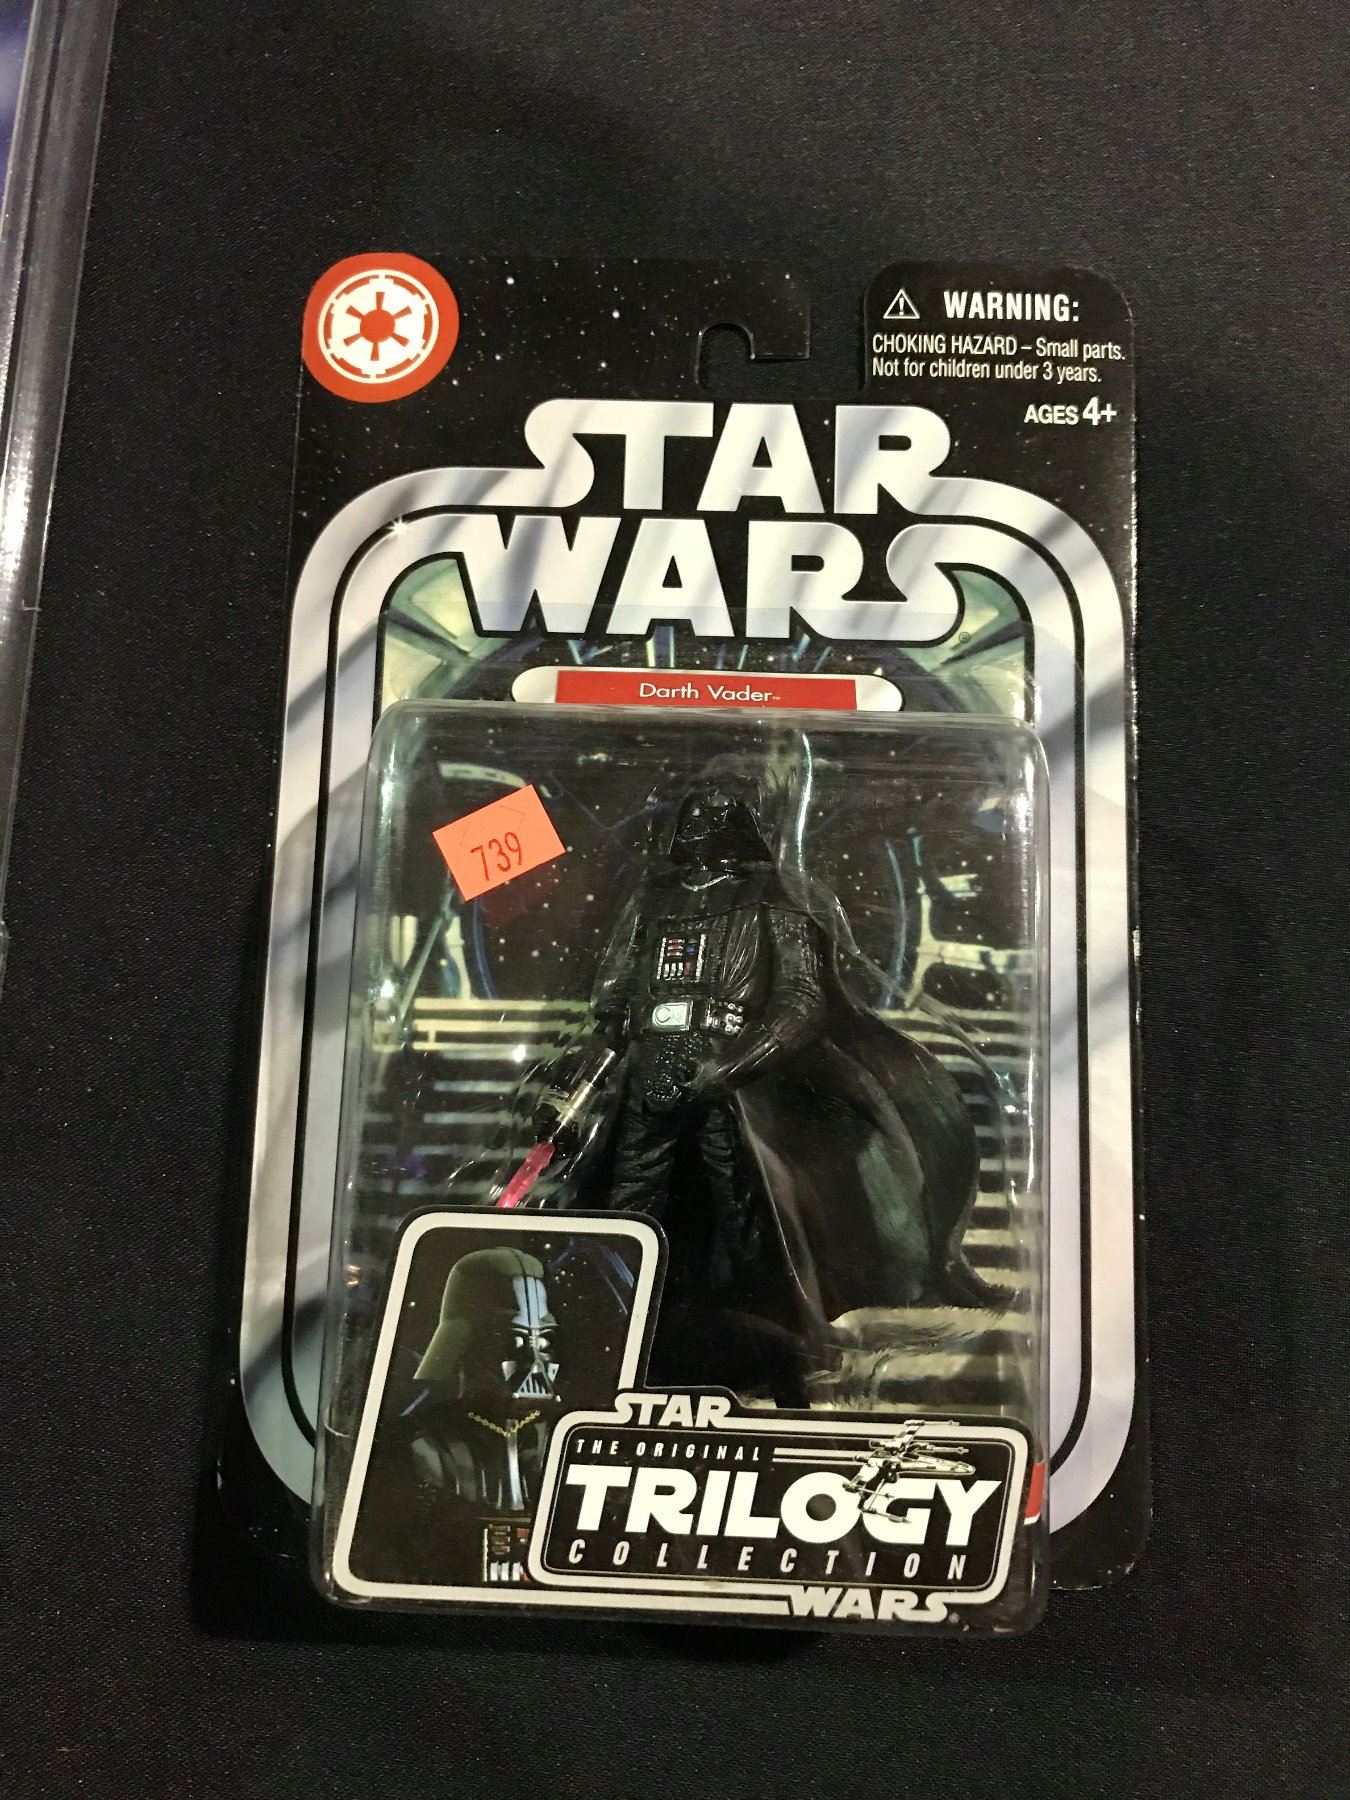 WARNING:
CHOKING HAZARD – Small parts.
Not for children under 3 years.
AGES 4+
STAR
WARS®
Darth Vader™
739
STAR
THE ORIGINAL
TRILOGY
COLLECTION
WARS®